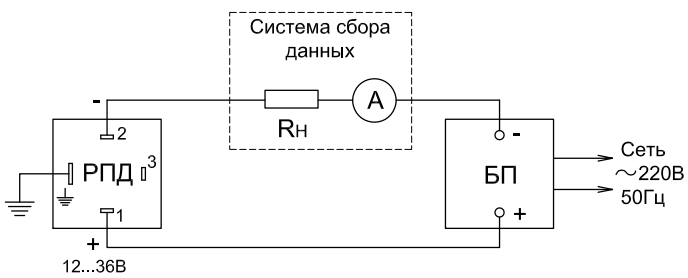 Система сбора
данных
А
Rн
-
2
РПД
3
1
+
12...36В
-
БП
+
Сеть
~220В
50Гц